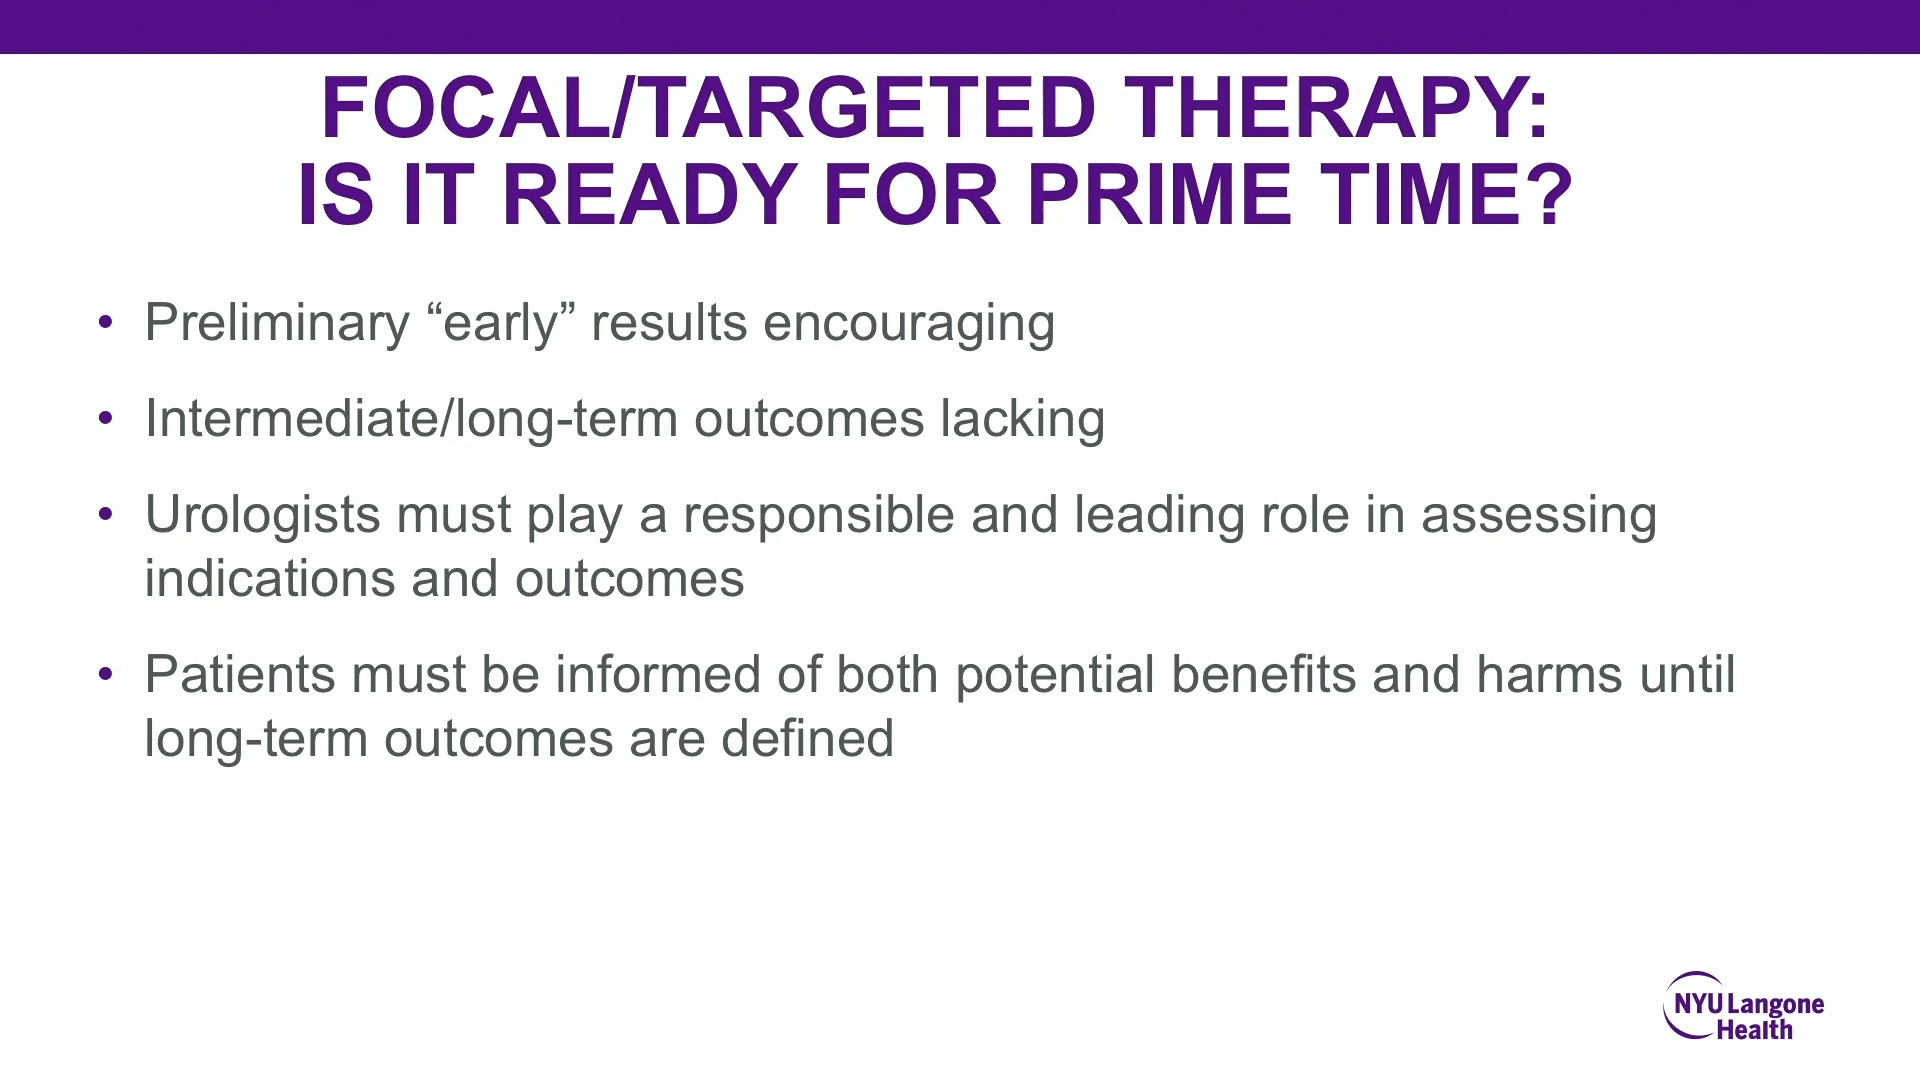 FOCAL/TARGETED THERAPY:
IS IT READY FOR PRIME TIME?
• Preliminary “early” results encouraging
• Intermediate/long-term outcomes lacking
• Urologists must play a responsible and leading role in assessing
indications and outcomes
• Patients must be informed of both potential benefits and harms until
long-term outcomes are defined
NYU Langone
Health